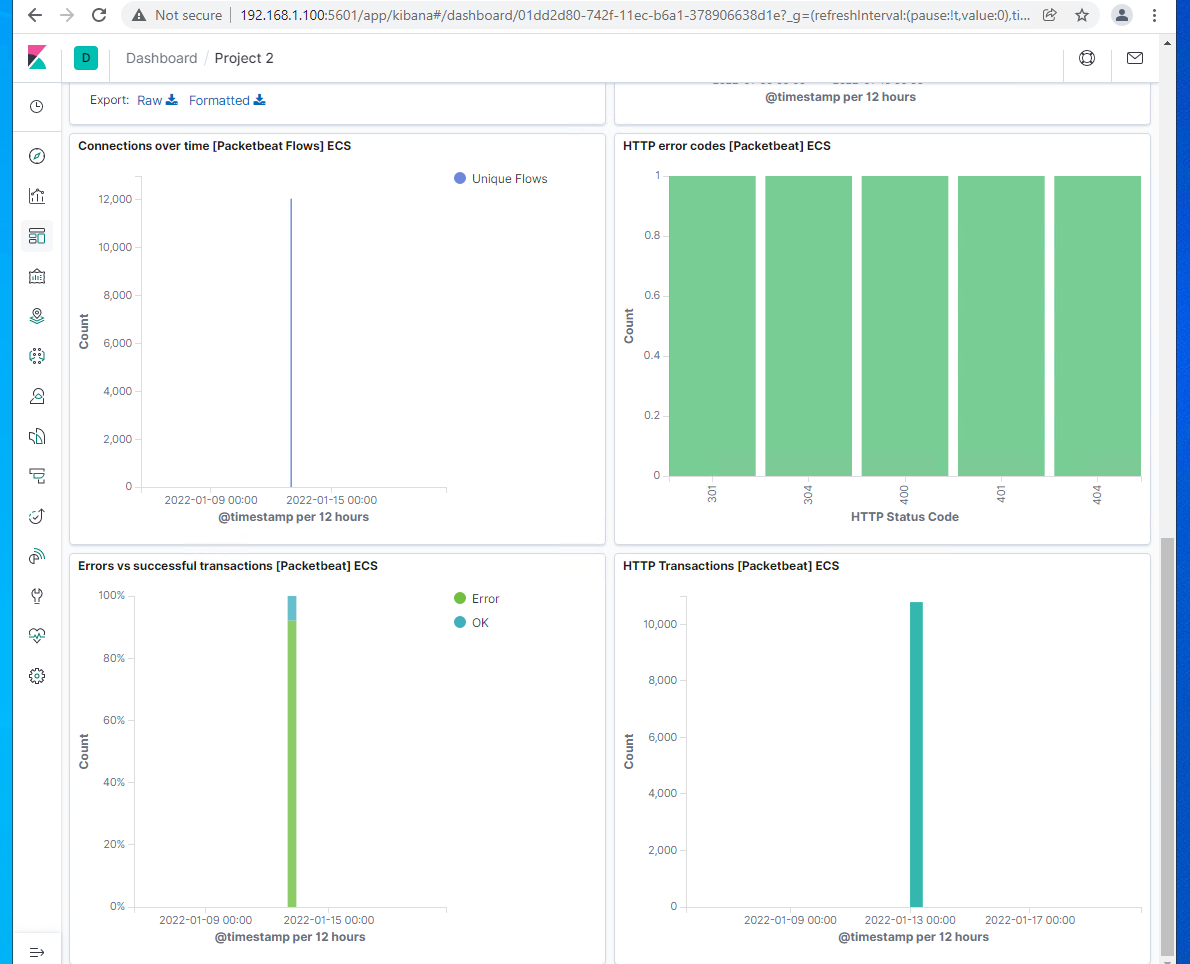 Not secure
192.168.1.100:5601/app/kibana#/dashboard/01dd2d80-742f-11ec-b6a1-378906638d1e?_g=(refreshInterval:(pause:!t,value:0),ti...
D
Dashboard / Project 2
Export: Raw Formatted
@timestamp per 12 hours
Connections over time [Packetbeat Flows] ECS
Unique Flows
12,000
10,000
8,000
6,000
4,000
2,000
0
Count
2022-01-09 00:00 2022-01-15 00:00
@timestamp per 12 hours
HTTP error codes [Packetbeat] ECS
1
0.8
0.6
0.4
0.2
0
Count
301 304 400 401 404
HTTP Status Code
Errors vs successful transactions [Packetbeat] ECS
Error
OK
100%
80%
60%
40%
20%
0%
Count
2022-01-09 00:00 2022-01-15 00:00
@timestamp per 12 hours
HTTP Transactions [Packetbeat] ECS
10,000
8,000
6,000
4,000
2,000
0
Count
2022-01-09 00:00 2022-01-13 00:00 2022-01-17 00:00
@timestamp per 12 hours